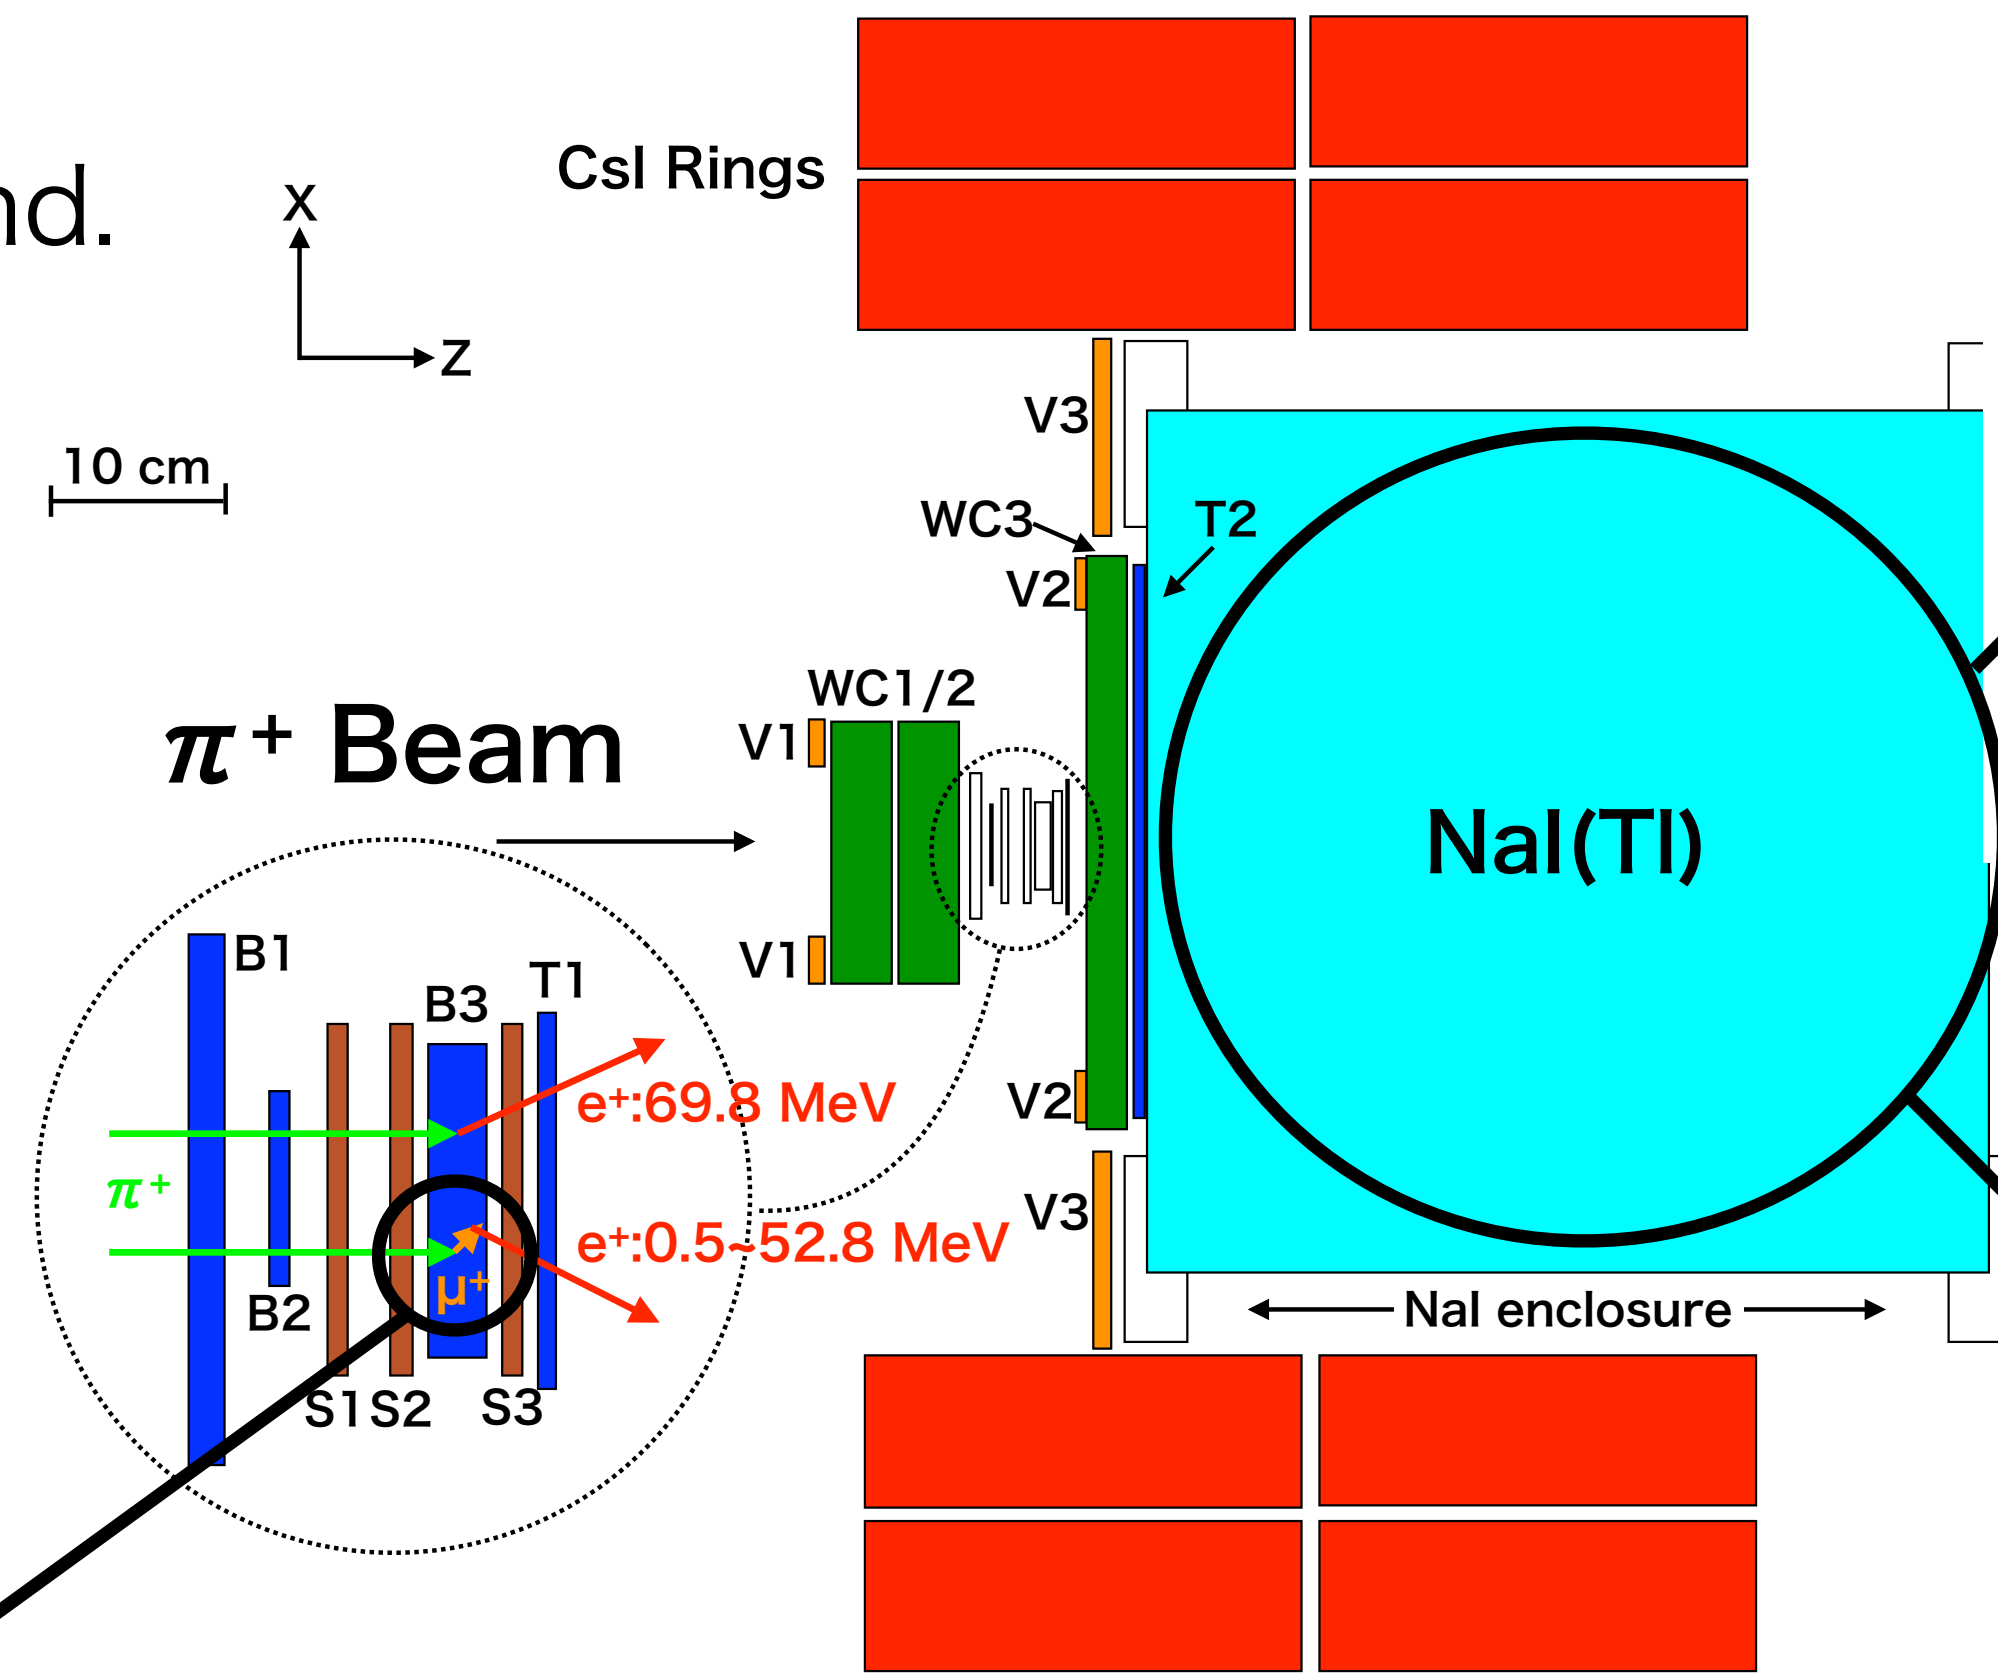 nd.
X
Z
10 cm
CsI Rings
V3
WC3
T2
V2
WC1/2
V1
π+ Beam
NaI(Tl)
V1
B1
T1
B3
e+:69.8 MeV
V2
π+
e+:0.5~52.8 MeV
V3
μ+
B2
NaI enclosure
S1 S2 S3